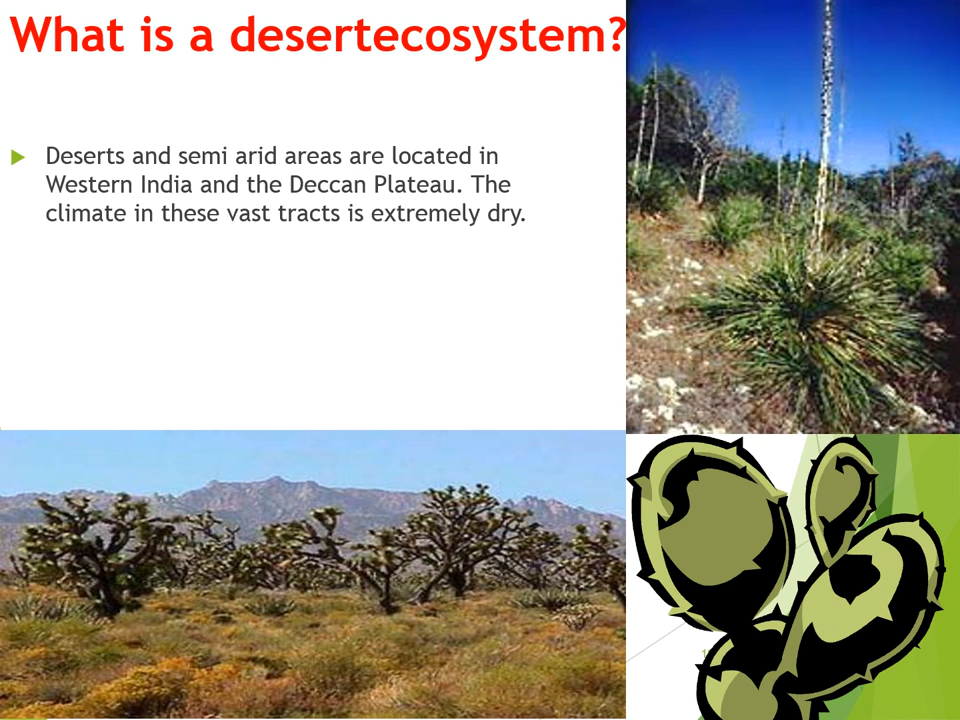 What is a desertecosystem?
Deserts and semi arid areas are located in
Western India and the Deccan Plateau. The
climate in these vast tracts is extremely dry.